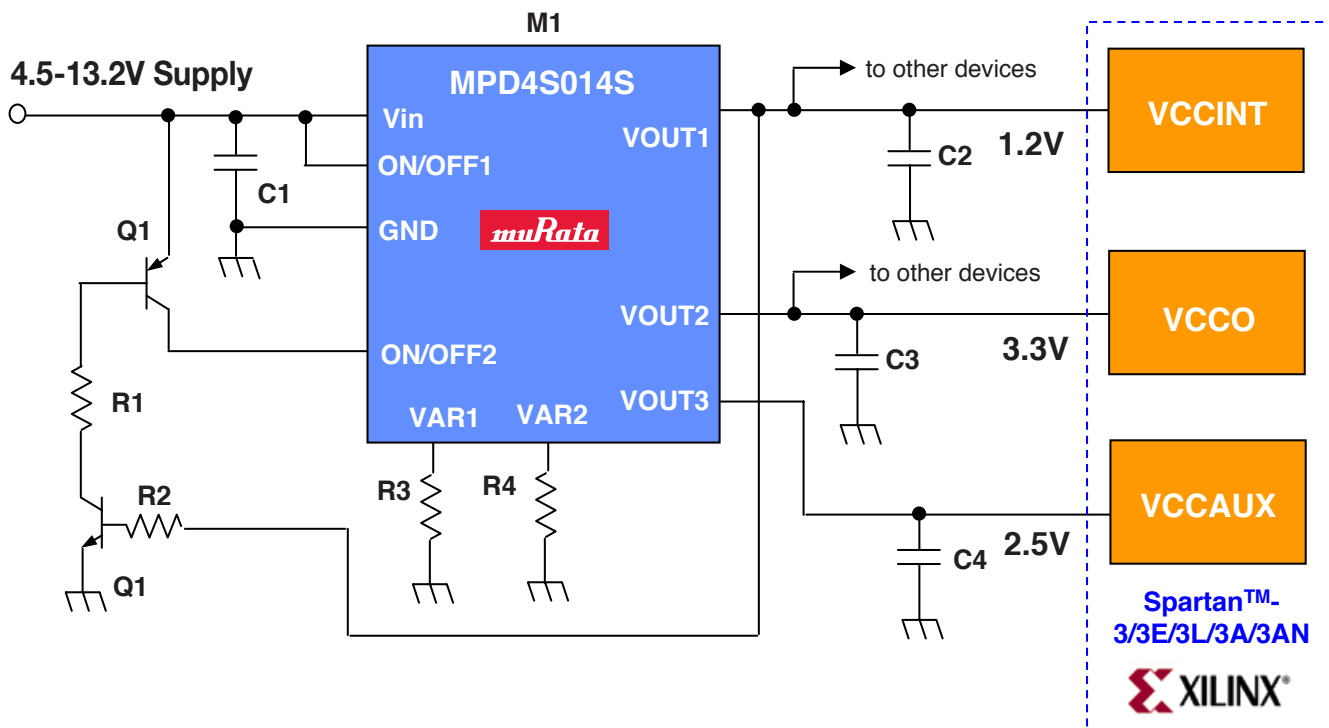 M1
4.5-13.2V Supply
MPD4S014S
Vin
ON/OFF1
GND
muRata
ON/OFF2
VAR1
VAR2
VOUT1
VOUT2
VOUT3
C1
Q1
R1
R2
Q1
R3
R4
to other devices
C2
1.2V
VCCINT
to other devices
C3
3.3V
VCCO
C4
2.5V
VCCAUX
Spartan™-
3/3E/3L/3A/3AN
XILINX®